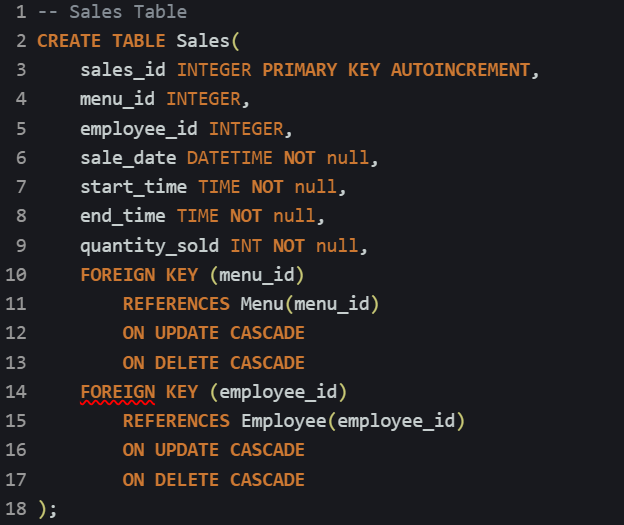 1 -- Sales Table
2 CREATE TABLE Sales(
3     sales_id INTEGER PRIMARY KEY AUTOINCREMENT,
4     menu_id INTEGER,
5     employee_id INTEGER,
6     sale_date DATETIME NOT null,
7     start_time TIME NOT null,
8     end_time TIME NOT null,
9     quantity_sold INT NOT null,
10     FOREIGN KEY (menu_id)
11         REFERENCES Menu(menu_id)
12         ON UPDATE CASCADE
13         ON DELETE CASCADE
14     FOREIGN KEY (employee_id)
15         REFERENCES Employee(employee_id)
16         ON UPDATE CASCADE
17         ON DELETE CASCADE
18 );